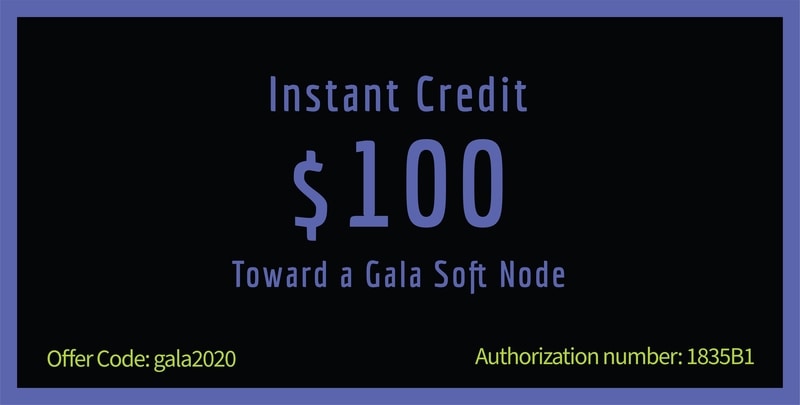 Instant Credit
$100
Toward a Gala Soft Node
Offer Code: gala2020
Authorization number: 1835B1